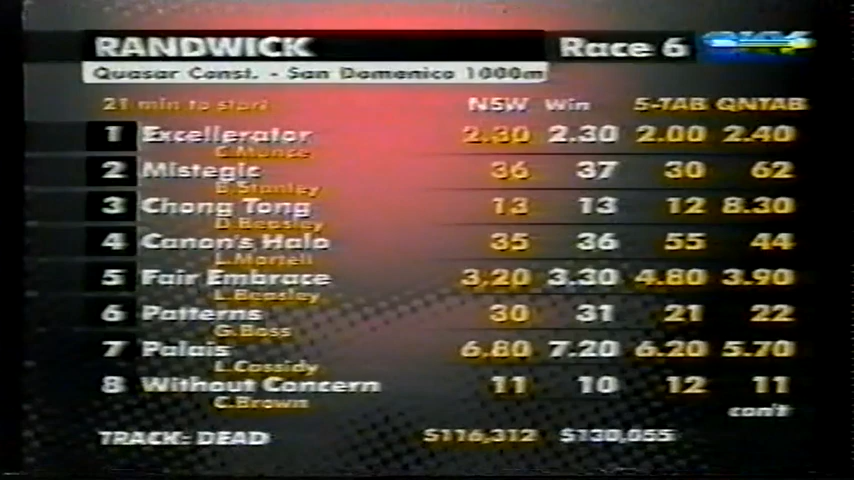 RANDWICK Race 6
Quasar Const. - San Domenico 1000m
21 min to start NSW Win S-TAB QNTAB
1 Excellerator 2.30 2.30 2.00 2.40
C.Munce
2 Mistegic 36 37 30 62
B.Stanley
3 Chong Tong 13 13 12 8.30
D.Beasley
4 Canon's Halo 35 36 55 44
L.Martell
5 Fair Embrace 3.20 3.30 4.80 3.90
L.Beasley
6 Patterns 30 31 21 22
G.Boss
7 Palais 6.80 7.20 6.20 5.70
L.Cassidy
8 Without Concern 11 10 12 11
C.Brown
con't
TRACK: DEAD $116,312 $130,055